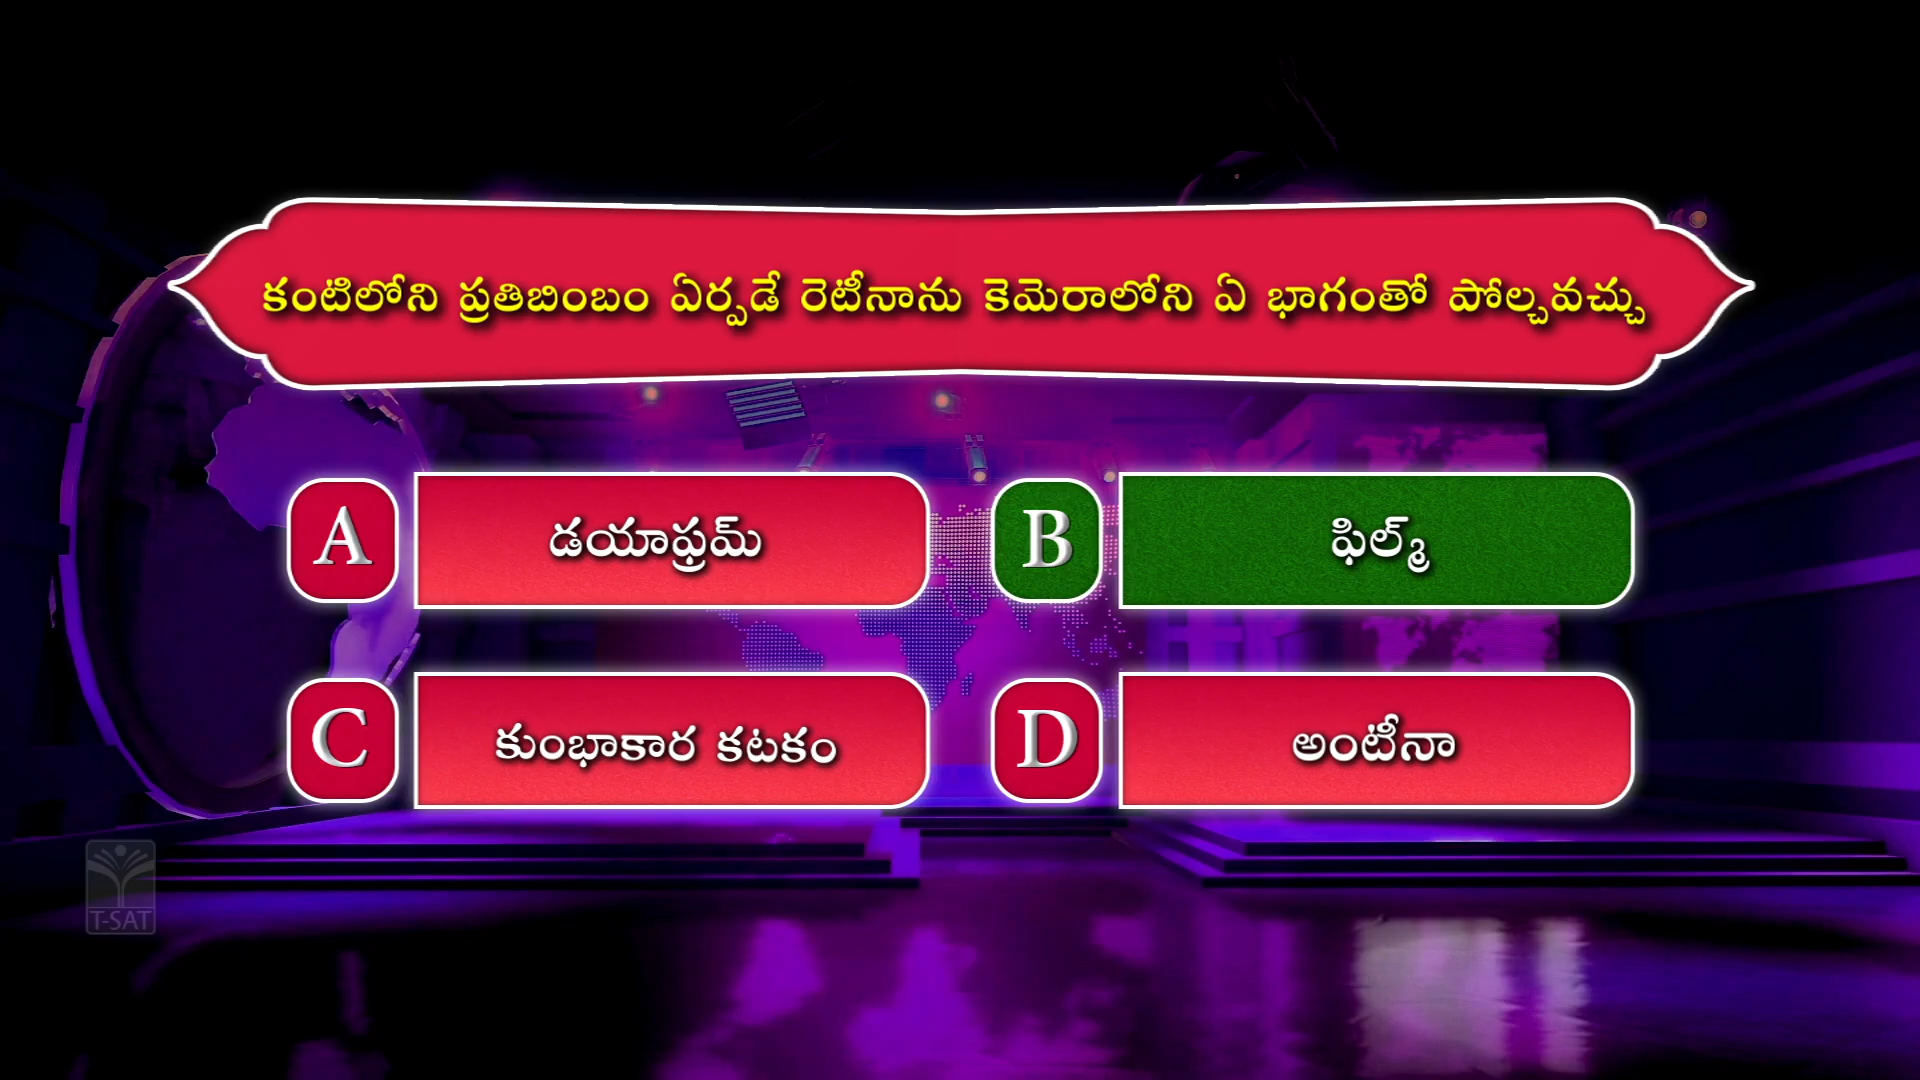 కంటిలోని ప్రతిబింబం ఏర్పడే రెటీనాను కెమెరాలోని ఏ భాగంతో పోల్చవచ్చు
A డయాఫ్రమ్
B ఫిల్మ్
C కుంభాకార కటకం
D అంటీనా
T-SAT